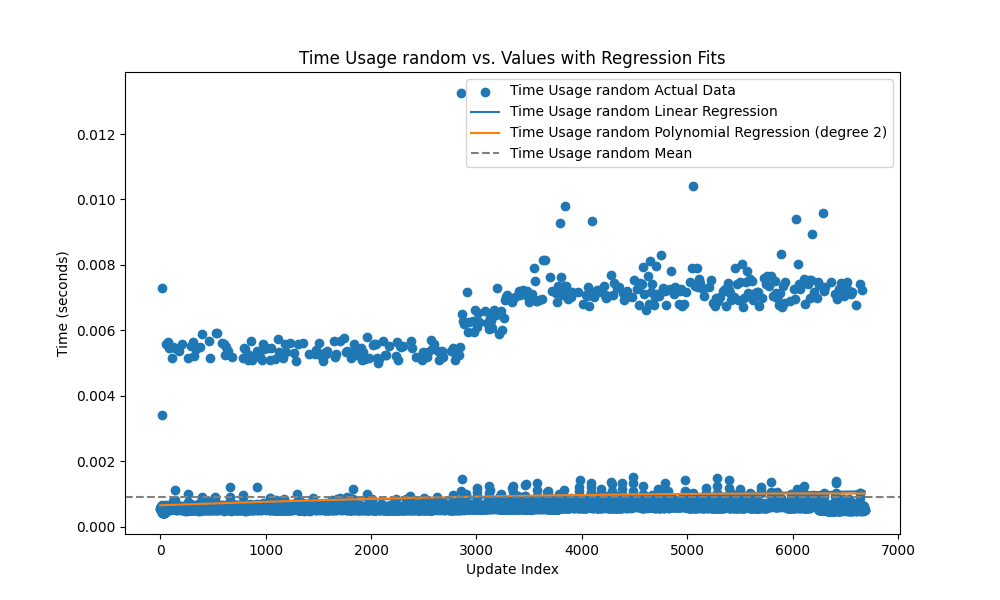 Time Usage random vs. Values with Regression Fits
Time Usage random Actual Data
Time Usage random Linear Regression
Time Usage random Polynomial Regression (degree 2)
Time Usage random Mean
Time (seconds)
0.012
0.010
0.008
0.006
0.004
0.002
0.000
0 1000 2000 3000 4000 5000 6000 7000
Update Index